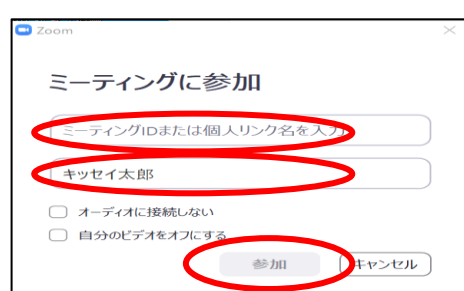 Zoom
ミーティングに参加
ミーティングIDまたは個人リンク名を入力
キッセイ太郎
オーディオに接続しない
自分のビデオをオフにする
参加 キャンセル